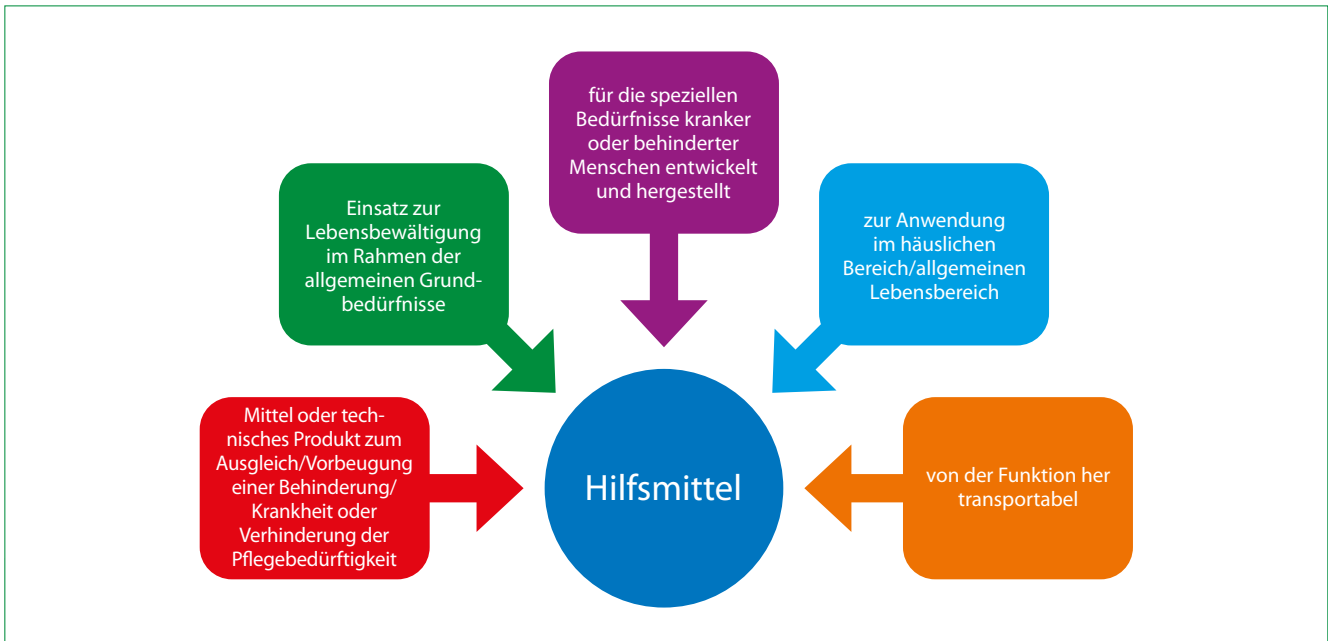 für die speziellen
Bedürfnisse kranker
oder behinderter
Menschen entwickelt
und hergestellt
Einsatz zur
Lebensbewältigung
im Rahmen der
allgemeinen Grund-
bedürfnisse
zur Anwendung
im häuslichen
Bereich/allgemeinen
Lebensbereich
Mittel oder tech-
nisches Produkt zum
Ausgleich/Vorbeugung
einer Behinderung/
Krankheit oder
Verhinderung der
Pflegebedürftigkeit
Hilfsmittel
von der Funktion her
transportabel